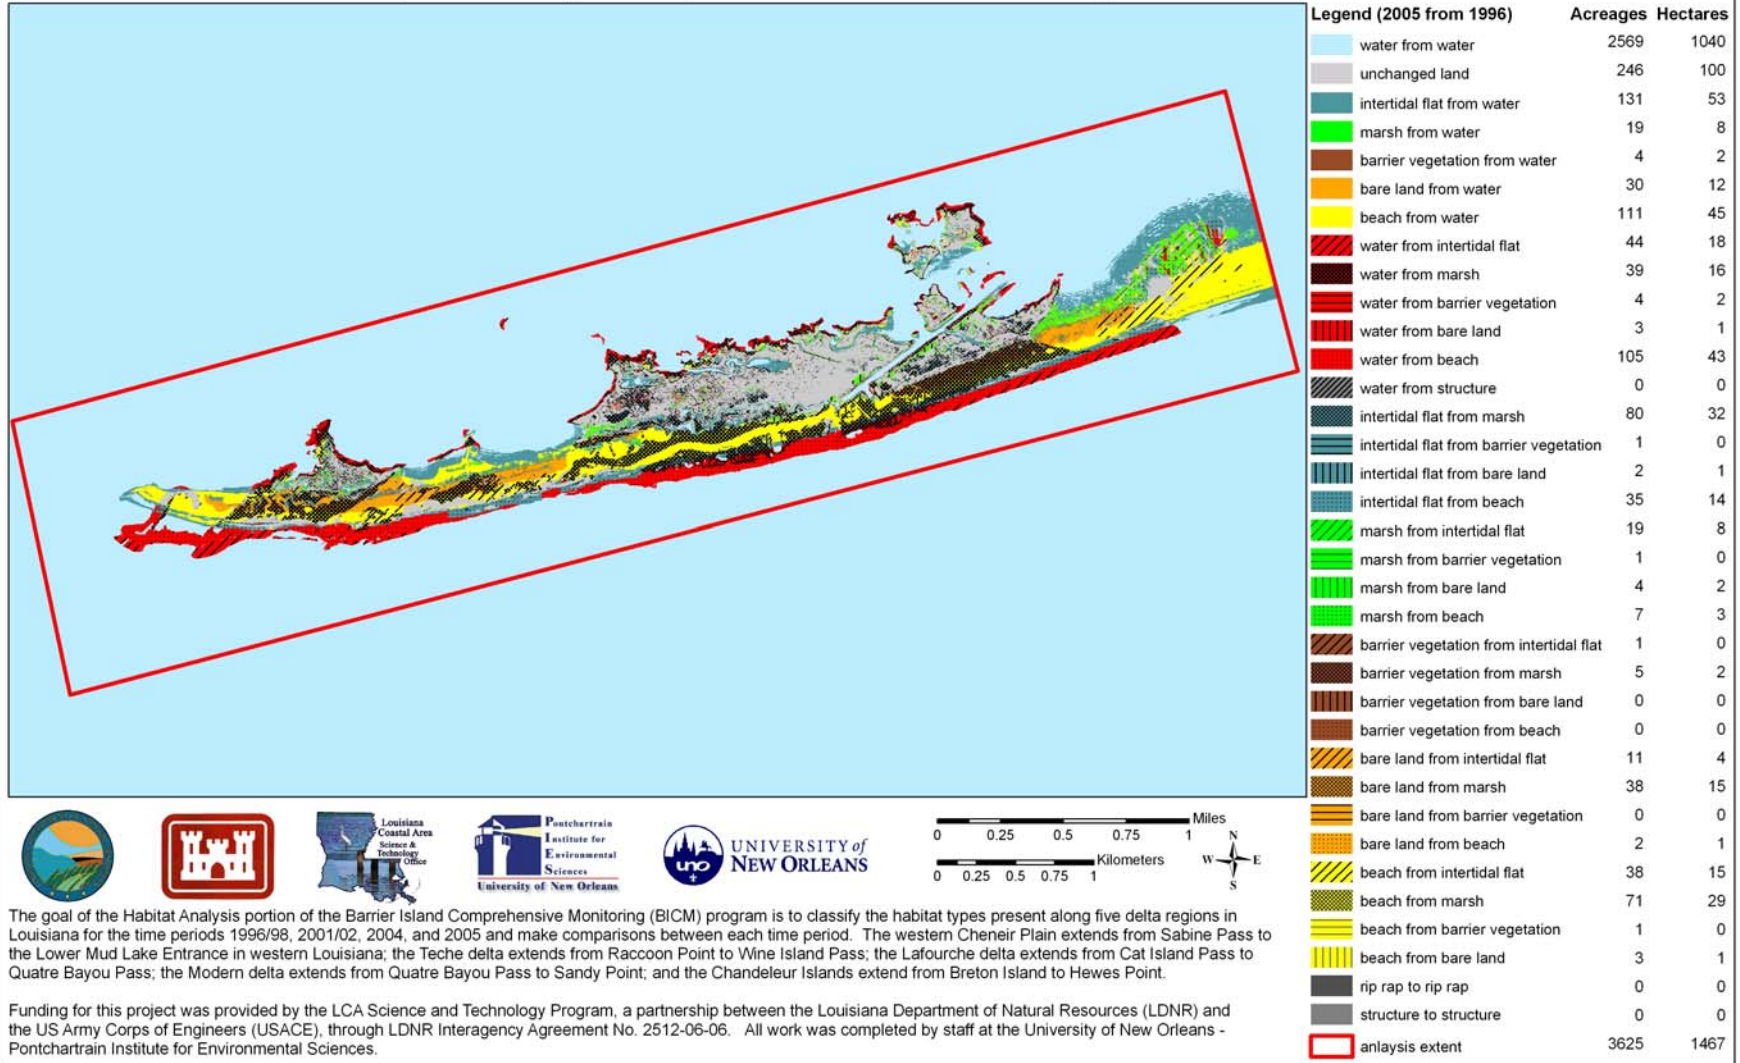 Legend (2005 from 1996) Acreages Hectares
water from water 2569 1040
unchanged land 246 100
intertidal flat from water 131 53
marsh from water 19 8
barrier vegetation from water 4 2
bare land from water 30 12
beach from water 111 45
water from intertidal flat 44 18
water from marsh 39 16
water from barrier vegetation 4 2
water from bare land 3 1
water from beach 105 43
water from structure 0 0
intertidal flat from marsh 80 32
intertidal flat from barrier vegetation 1 0
intertidal flat from bare land 2 1
intertidal flat from beach 35 14
marsh from intertidal flat 19 8
marsh from barrier vegetation 1 0
marsh from bare land 4 2
marsh from beach 7 3
barrier vegetation from intertidal flat 1 0
barrier vegetation from marsh 5 2
barrier vegetation from bare land 0 0
barrier vegetation from beach 0 0
bare land from intertidal flat 11 4
bare land from marsh 38 15
bare land from barrier vegetation 0 0
bare land from beach 2 1
beach from intertidal flat 38 15
beach from marsh 71 29
beach from barrier vegetation 1 0
beach from bare land 3 1
rip rap to rip rap 0 0
structure to structure 0 0
anlaysis extent 3625 1467
Louisiana
Coastal Area
Science &
Technology
Office
Pontchartrain
Institute for
Environmental
Sciences
University of New Orleans
uno
UNIVERSITY of
NEW ORLEANS
Miles
0 0.25 0.5 0.75 1
Kilometers
0 0.25 0.5 0.75 1
N
W E
S
The goal of the Habitat Analysis portion of the Barrier Island Comprehensive Monitoring (BICM) program is to classify the habitat types present along five delta regions in
Louisiana for the time periods 1996/98, 2001/02, 2004, and 2005 and make comparisons between each time period. The western Cheneir Plain extends from Sabine Pass to
the Lower Mud Lake Entrance in western Louisiana; the Teche delta extends from Raccoon Point to Wine Island Pass; the Lafourche delta extends from Cat Island Pass to
Quatre Bayou Pass; the Modern delta extends from Quatre Bayou Pass to Sandy Point; and the Chandeleur Islands extend from Breton Island to Hewes Point.
Funding for this project was provided by the LCA Science and Technology Program, a partnership between the Louisiana Department of Natural Resources (LDNR) and
the US Army Corps of Engineers (USACE), through LDNR Interagency Agreement No. 2512-06-06. All work was completed by staff at the University of New Orleans -
Pontchartrain Institute for Environmental Sciences.